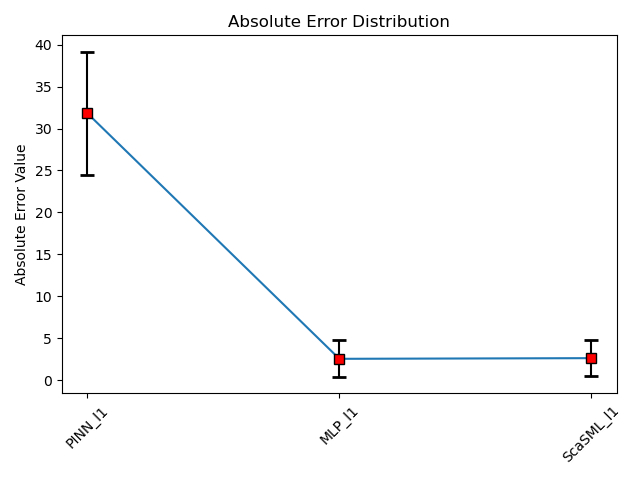 Absolute Error Distribution
Absolute Error Value
40
35
30
25
20
15
10
5
0
PINN_l1
MLP_l1
ScaSML_l1